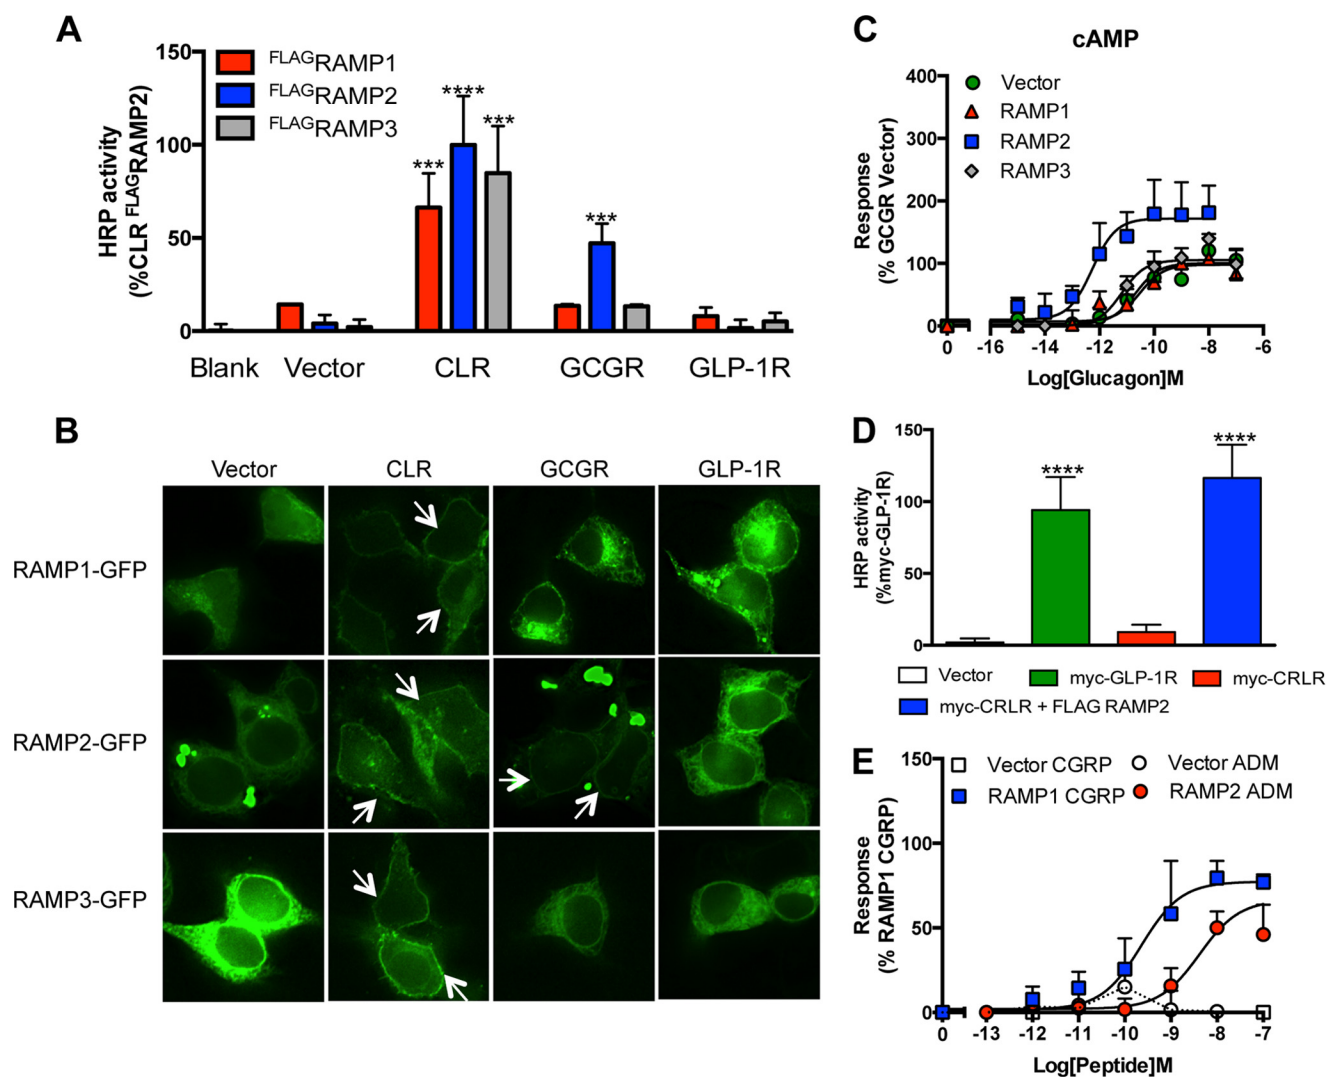 A
HRP activity
(%CLR FLAGRAMP2)
150
100
50
0
FLAGRAMP1
FLAGRAMP2
FLAGRAMP3
***
****
***
***
Blank Vector CLR GCGR GLP-1R
B
Vector CLR GCGR GLP-1R
RAMP1-GFP
RAMP2-GFP
RAMP3-GFP
C
cAMP
Response
(% GCGR Vector)
400
300
200
100
0
Vector
RAMP1
RAMP2
RAMP3
0 -16 -14 -12 -10 -8 -6
Log[Glucagon]M
D
HRP activity
(%myc-GLP-1R)
150
100
50
0
****
****
Vector myc-GLP-1R myc-CRLR
myc-CRLR + FLAG RAMP2
E
Response
(% RAMP1 CGRP)
150
100
50
0
Vector CGRP Vector ADM
RAMP1 CGRP RAMP2 ADM
0 -13 -12 -11 -10 -9 -8 -7
Log[Peptide]M